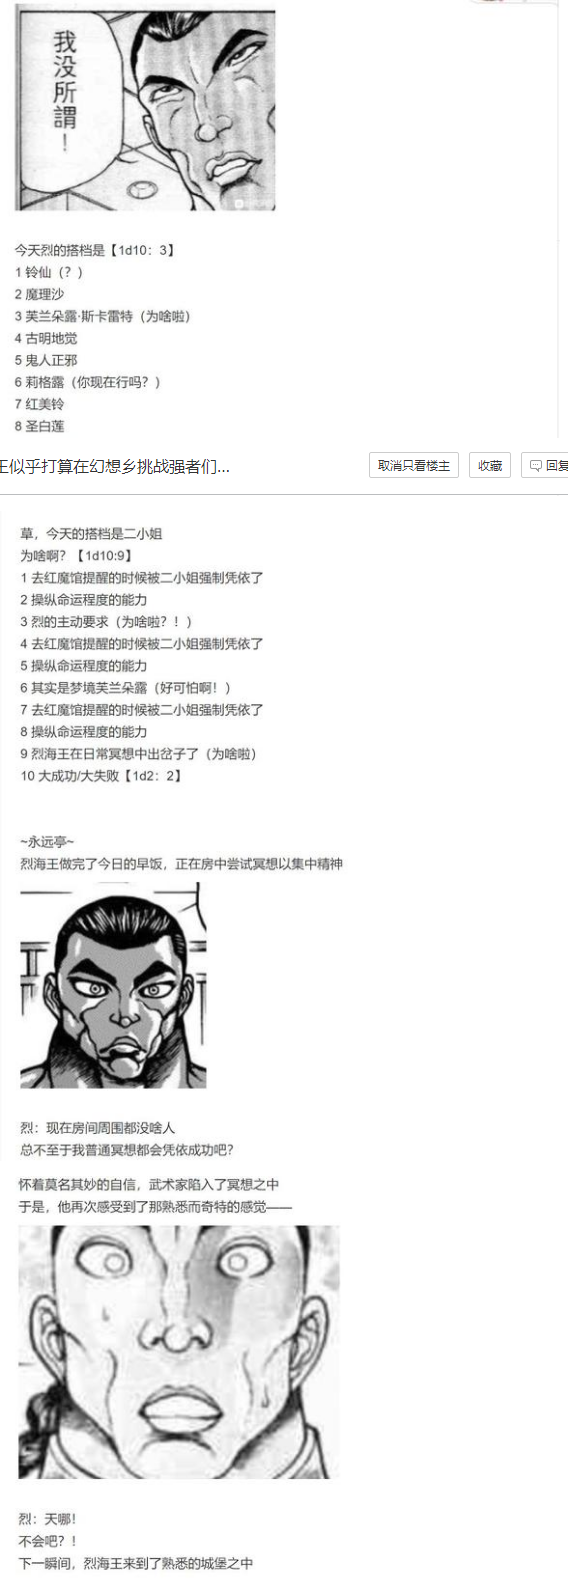 我没所謂！
今天烈的搭档是【1d10：3】
1 铃仙（？）
2 魔理沙
3 芙兰朵露·斯卡雷特（为啥啦）
4 古明地觉
5 鬼人正邪
6 莉格露（你现在行吗？）
7 红美铃
8 圣白莲
王似乎打算在幻想乡挑战强者们...
取消只看楼主
收藏
回复
草，今天的搭档是二小姐
为啥啊？【1d10:9】
1 去红魔馆提醒的时候被二小姐强制凭依了
2 操纵命运程度的能力
3 烈的主动要求（为啥啦？！）
4 去红魔馆提醒的时候被二小姐强制凭依了
5 操纵命运程度的能力
6 其实是梦境芙兰朵露（好可怕啊！）
7 去红魔馆提醒的时候被二小姐强制凭依了
8 操纵命运程度的能力
9 烈海王在日常冥想中出岔子了（为啥啦）
10 大成功/大失败【1d2：2】
~永远亭~
烈海王做完了今日的早饭，正在房中尝试冥想以集中精神
烈：现在房间周围都没啥人
总不至于我普通冥想都会凭依成功吧？
怀着莫名其妙的自信，武术家陷入了冥想之中
于是，他再次感受到了那熟悉而奇特的感觉——
烈：天哪！
不会吧？！
下一瞬间，烈海王来到了熟悉的城堡之中